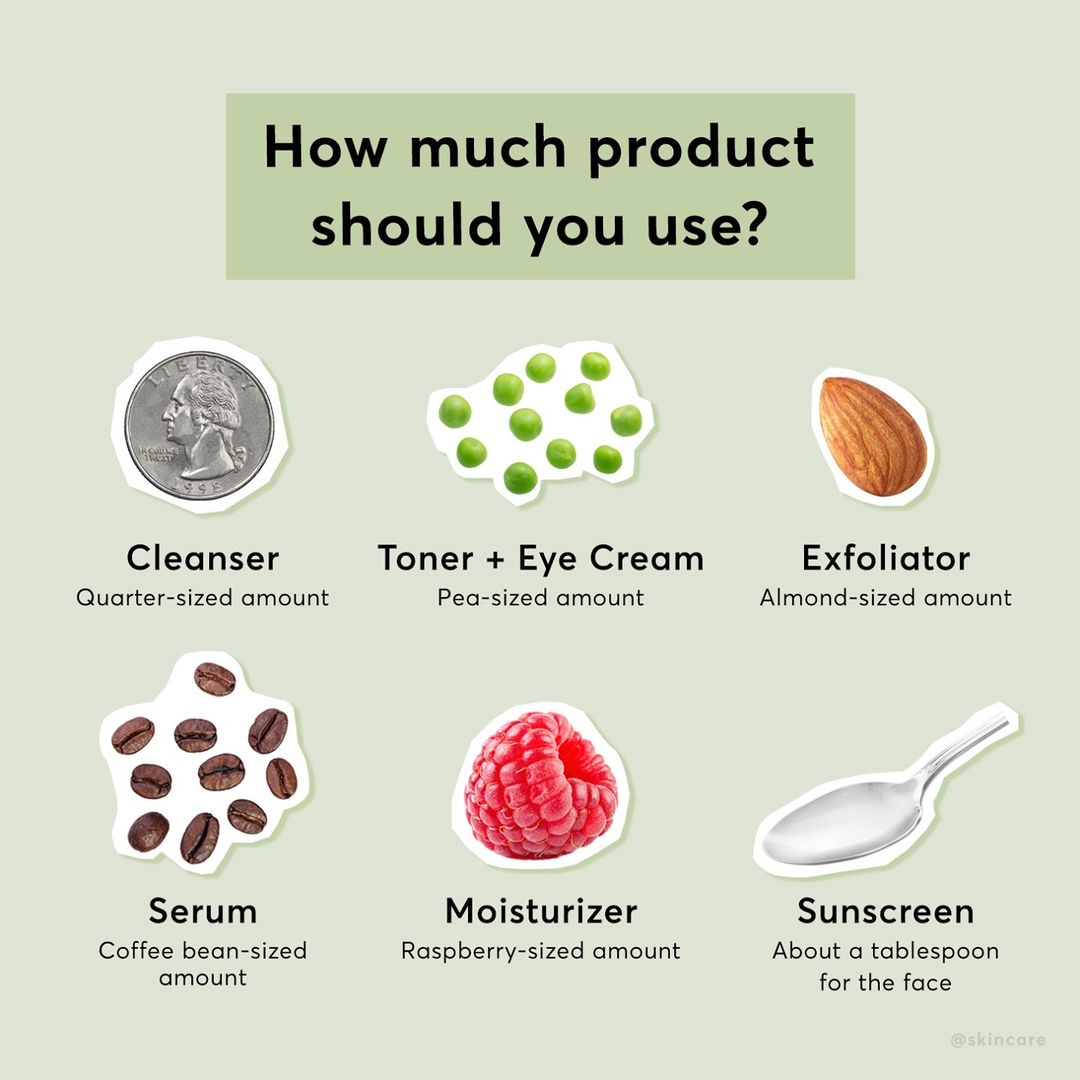 How much product
should you use?
LIBERTY
IN GOD WE
TRUST
1998
Cleanser
Quarter-sized amount
Toner + Eye Cream
Pea-sized amount
Exfoliator
Almond-sized amount
Serum
Coffee bean-sized
amount
Moisturizer
Raspberry-sized amount
Sunscreen
About a tablespoon
for the face
@skincare